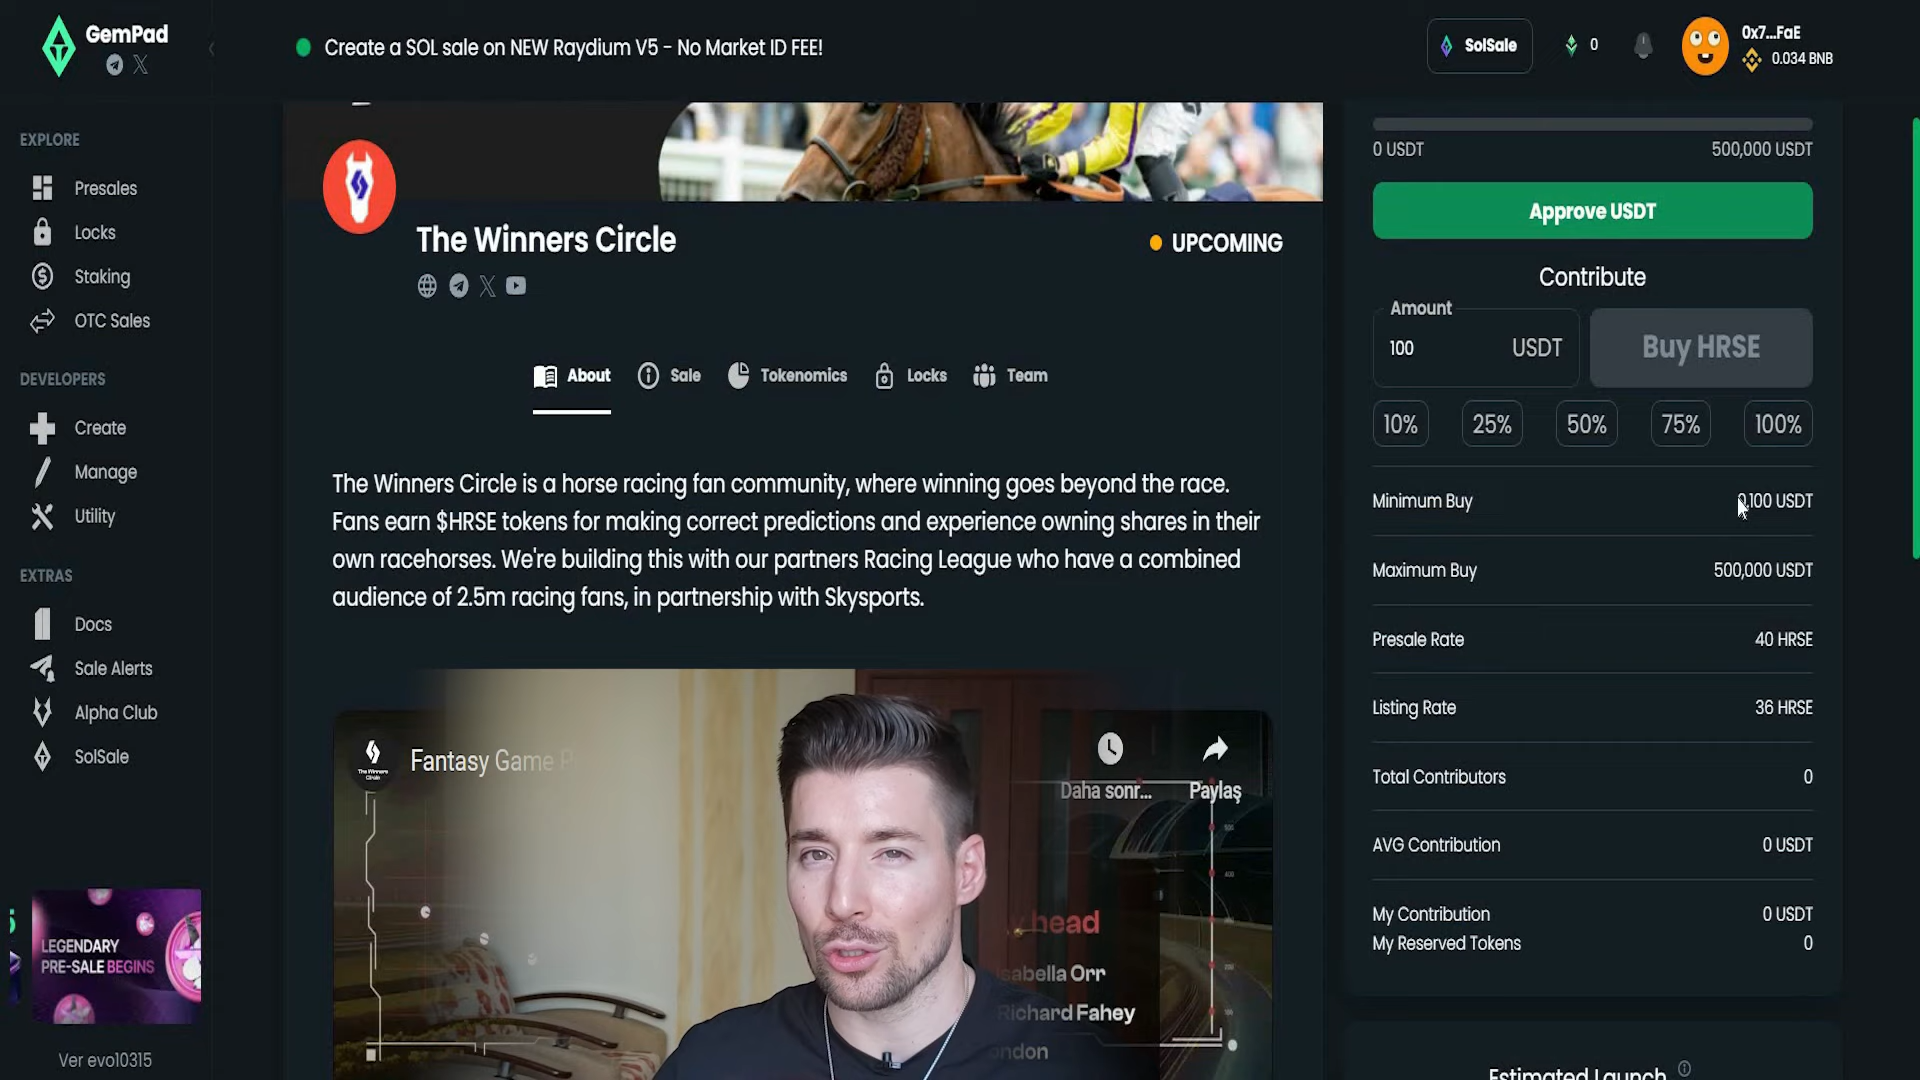 GemPad
Create a SOL sale on NEW Raydium V5 - No Market ID FEE!
SolSale
0
0x7...FaE
0.034 BNB
EXPLORE
Presales
Locks
Staking
OTC Sales
DEVELOPERS
Create
Manage
Utility
EXTRAS
Docs
Sale Alerts
Alpha Club
SolSale
LEGENDARY
PRE-SALE BEGINS
Ver evo10315
The Winners Circle
UPCOMING
About
Sale
Tokenomics
Locks
Team
The Winners Circle is a horse racing fan community, where winning goes beyond the race.
Fans earn $HRSE tokens for making correct predictions and experience owning shares in their
own racehorses. We're building this with our partners Racing League who have a combined
audience of 2.5m racing fans, in partnership with Skysports.
The Winners
Circle
Fantasy Game P
Daha sonr...
Paylaş
head
Orr
Richard Fahey
0 USDT
500,000 USDT
Approve USDT
Contribute
Amount
100
USDT
Buy HRSE
10%
25%
50%
75%
100%
Minimum Buy
USDT
Maximum Buy
500,000 USDT
Presale Rate
40 HRSE
Listing Rate
36 HRSE
Total Contributors
0
AVG Contribution
0 USDT
My Contribution
0 USDT
My Reserved Tokens
0
Estimated Launch